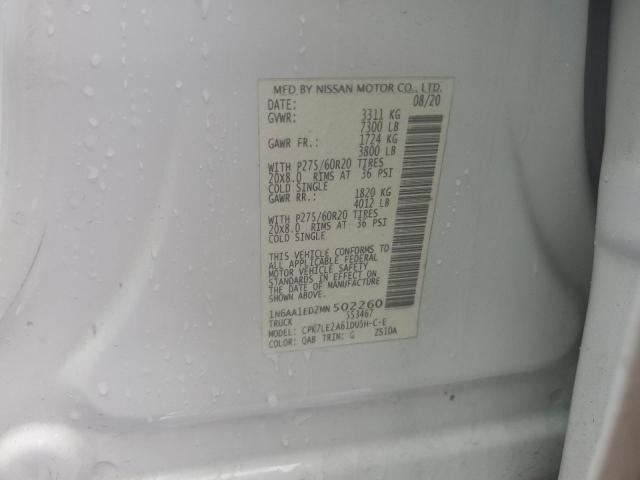 MFD BY NISSAN MOTOR CO., LTD.
DATE: 08/20
GVWR: 3311 KG
7300 LB
GAWR FR.: 1724 KG
3800 LB
WITH P275/60R20 TIRES
20X8.0 RIMS AT 36 PSI
COLD SINGLE
GAWR RR.: 1820 KG
4012 LB
WITH P275/60R20 TIRES
20X8.0 RIMS AT 36 PSI
COLD SINGLE
THIS VEHICLE CONFORMS TO
ALL APPLICABLE FEDERAL
MOTOR VEHICLE SAFETY
STANDARDS IN EFFECT ON
THE DATE OF MANUFACTURE
SHOWN ABOVE.
1N6AA1EDZMN502260
TRUCK 553467
MODEL: CPK7LE2A61DU5H-C-E
COLOR: QAB TRIM: G ZS10A